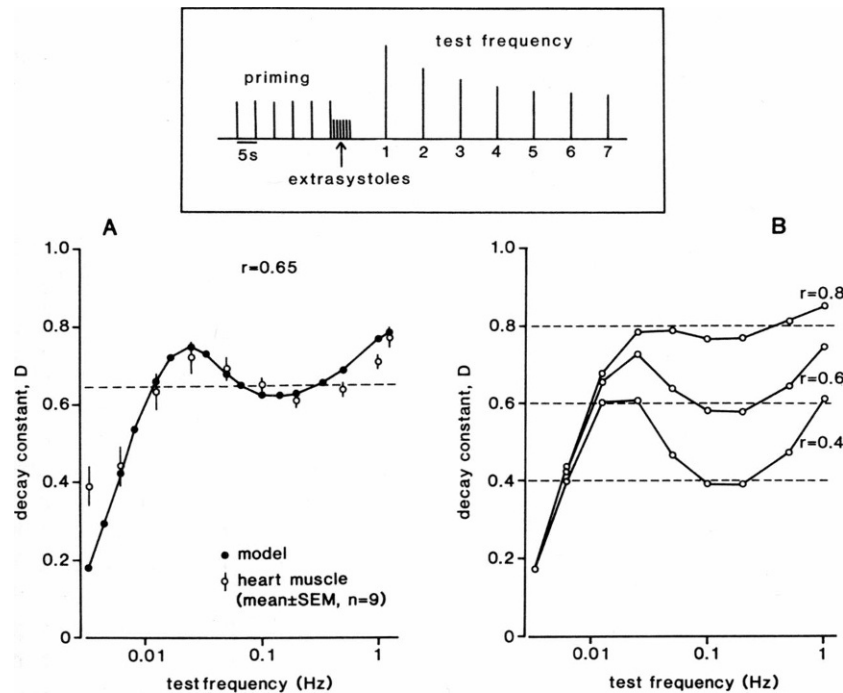 test frequency
priming
5s
1 2 3 4 5 6 7
extrasystoles
A
B
r=0.65
1.0
0.8
0.6
0.4
0.2
0
decay constant, D
model
heart muscle
(mean±SEM, n=9)
0.01 0.1 1
test frequency (Hz)
1.0
0.8
0.6
0.4
0.2
0
decay constant, D
r=0.8
r=0.6
r=0.4
0.01 0.1 1
test frequency (Hz)